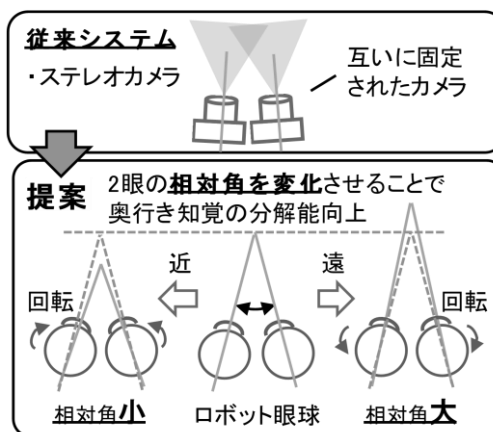 従来システム
・ステレオカメラ
互いに固定
されたカメラ
提案
2眼の相対角を変化させることで
奥行き知覚の分解能向上
近
遠
回転
回転
相対角小
ロボット眼球
相対角大